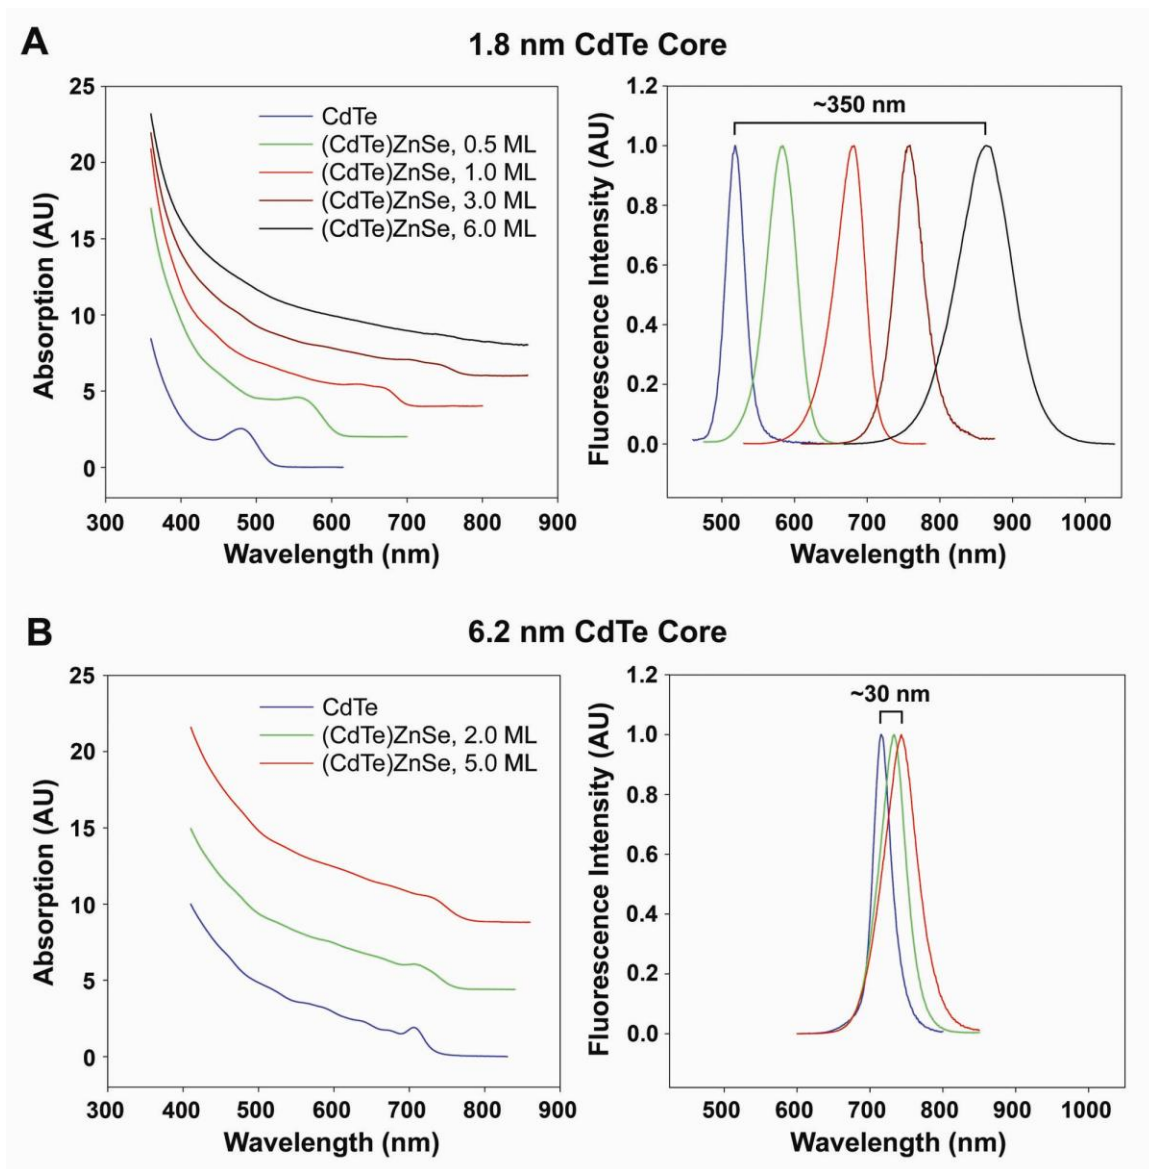 A
1.8 nm CdTe Core
25
20
15
10
5
0
Absorption (AU)
CdTe
(CdTe)ZnSe, 0.5 ML
(CdTe)ZnSe, 1.0 ML
(CdTe)ZnSe, 3.0 ML
(CdTe)ZnSe, 6.0 ML
300 400 500 600 700 800 900
Wavelength (nm)
1.2
1.0
0.8
0.6
0.4
0.2
0.0
Fluorescence Intensity (AU)
~350 nm
500 600 700 800 900 1000
Wavelength (nm)
B
6.2 nm CdTe Core
25
20
15
10
5
0
Absorption (AU)
CdTe
(CdTe)ZnSe, 2.0 ML
(CdTe)ZnSe, 5.0 ML
300 400 500 600 700 800 900
Wavelength (nm)
1.2
1.0
0.8
0.6
0.4
0.2
0.0
Fluorescence Intensity (AU)
~30 nm
500 600 700 800 900 1000
Wavelength (nm)